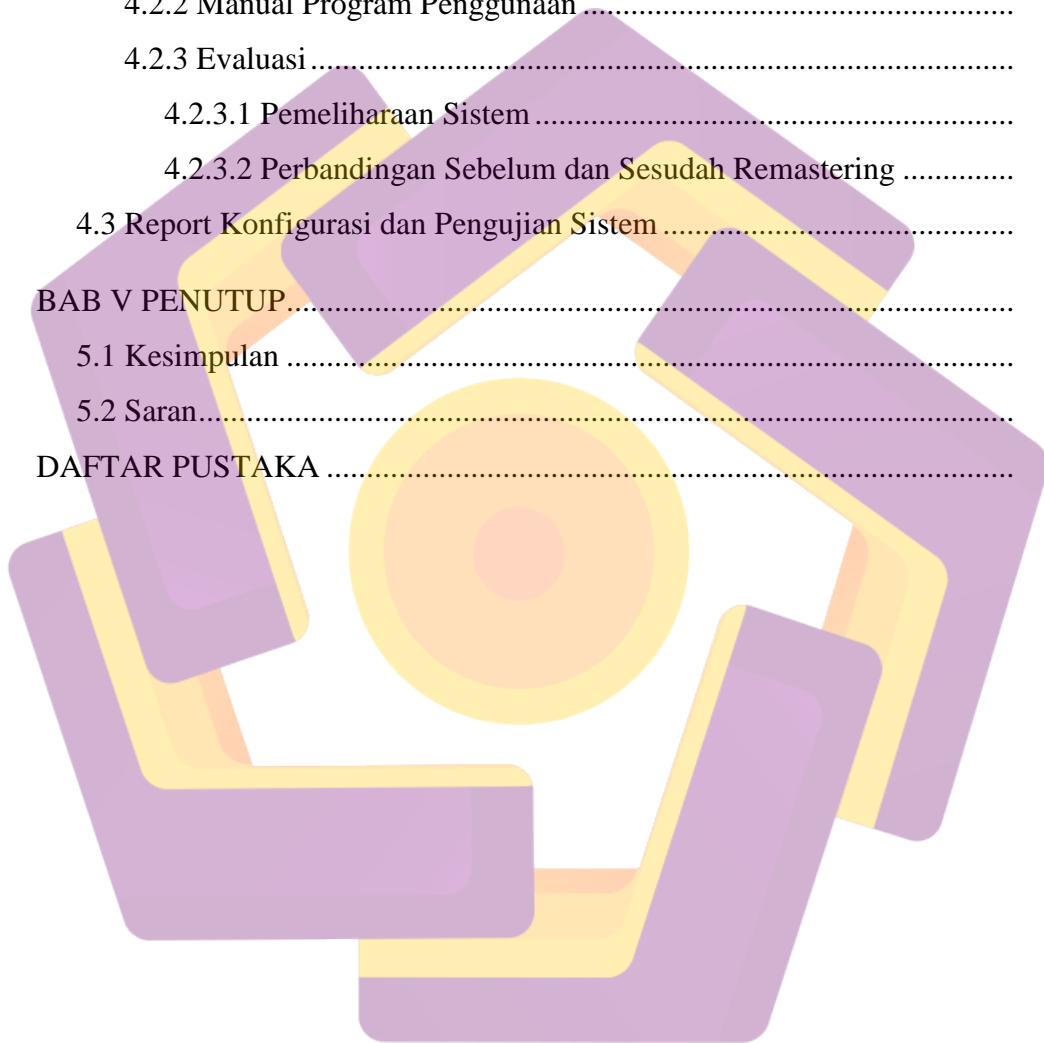 4.2.2 Manual Program Penggunaan ......................................................
4.2.3 Evaluasi ........................................................................................
4.2.3.1 Pemeliharaan Sistem ............................................................
4.2.3.2 Perbandingan Sebelum dan Sesudah Remastering ..............
4.3 Report Konfigurasi dan Pengujian Sistem ............................................
BAB V PENUTUP...........................................................................................
5.1 Kesimpulan ...........................................................................................
5.2 Saran......................................................................................................
DAFTAR PUSTAKA ......................................................................................